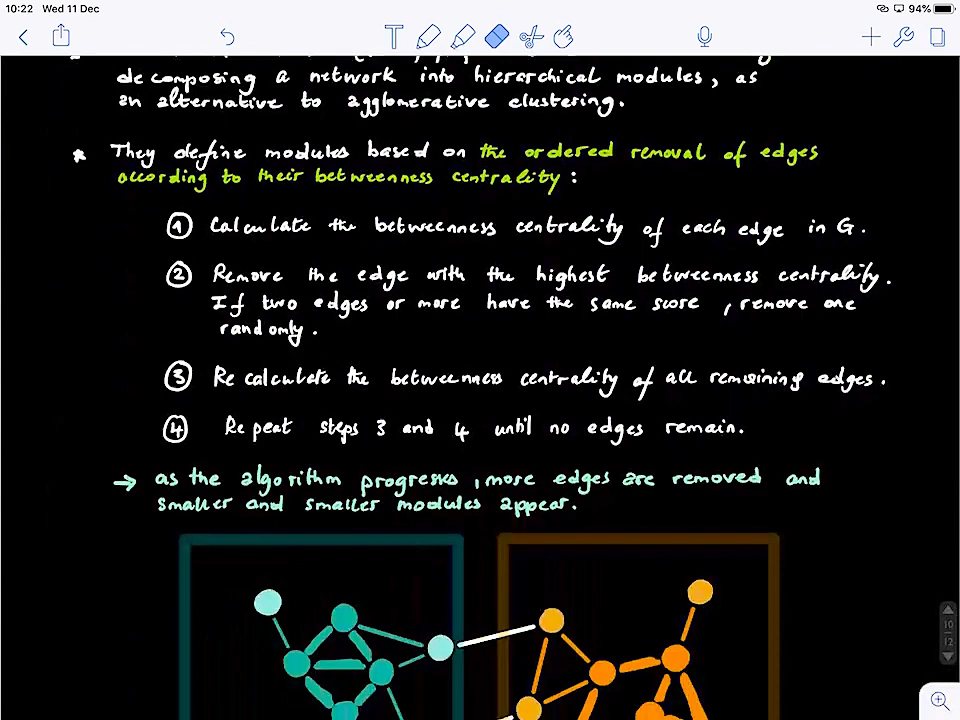 10:22 Wed 11 Dec
94%
T
decomposing a network into hierarchical modules, as
an alternative to agglomerative clustering.
* They define modules based on the ordered removal of edges
according to their betweenness centrality :
1 Calculate the betweenness centrality of each edge in G.
2 Remove the edge with the highest betweenness centrality.
If two edges or more have the same score, remove one
randomly.
3 Recalculate the betweenness centrality of all remaining edges.
4 Repeat steps 3 and 4 until no edges remain.
→ as the algorithm progresses, more edges are removed and
smaller and smaller modules appear.
10
12